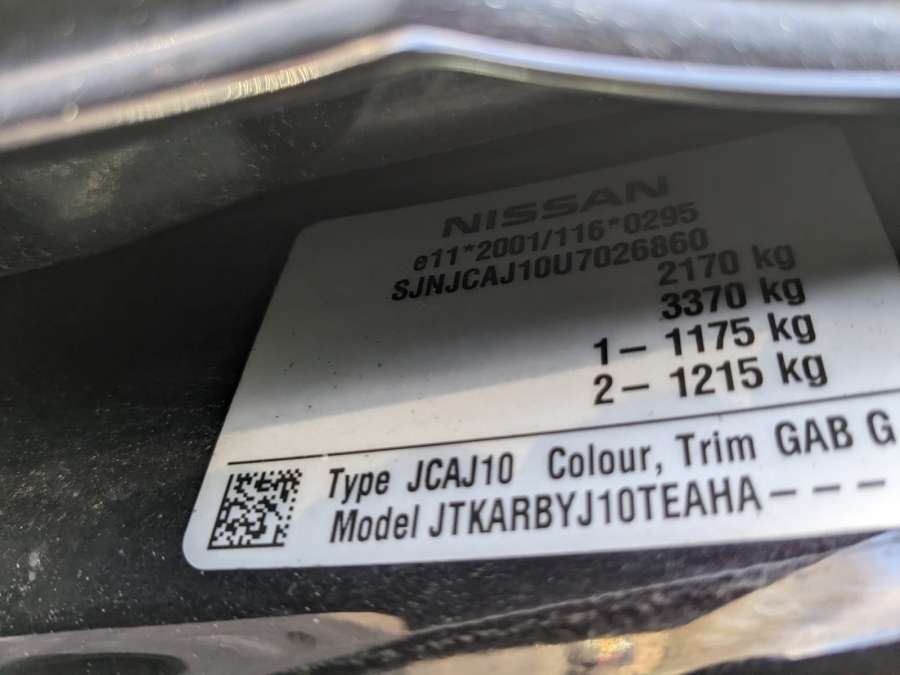 NISSAN
e11*2001/116*0295
SJNJCAJ10U7026860
2170 kg
3370 kg
1– 1175 kg
2– 1215 kg
Type JCAJ10 Colour, Trim GAB G
Model JTKARBYJ10TEAHA– – – –